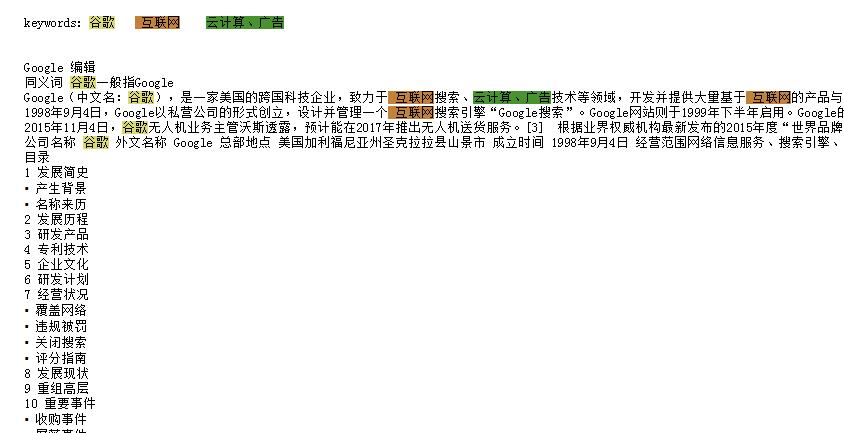 keywords: 谷歌 互联网 云计算、广告
Google 编辑
同义词 谷歌一般指Google
Google（中文名：谷歌），是一家美国的跨国科技企业，致力于 互联网搜索、云计算、广告技术等领域，开发并提供大量基于 互联网的产品与
1998年9月4日，Google以私营公司的形式创立，设计并管理一个 互联网搜索引擎“Google搜索”。Google网站则于1999年下半年启用。Google的
2015年11月4日，谷歌无人机业务主管沃斯透露，预计能在2017年推出无人机送货服务。[3] 根据业界权威机构最新发布的2015年度“世界品牌
公司名称 谷歌 外文名称 Google 总部地点 美国加利福尼亚州圣克拉拉县山景市 成立时间 1998年9月4日 经营范围网络信息服务、搜索引擎、
目录
1 发展简史
▪ 产生背景
▪ 名称来历
2 发展历程
3 研发产品
4 专利技术
5 企业文化
6 研发计划
7 经营状况
▪ 覆盖网络
▪ 违规被罚
▪ 关闭搜索
▪ 评分指南
8 发展现状
9 重组高层
10 重要事件
▪ 收购事件